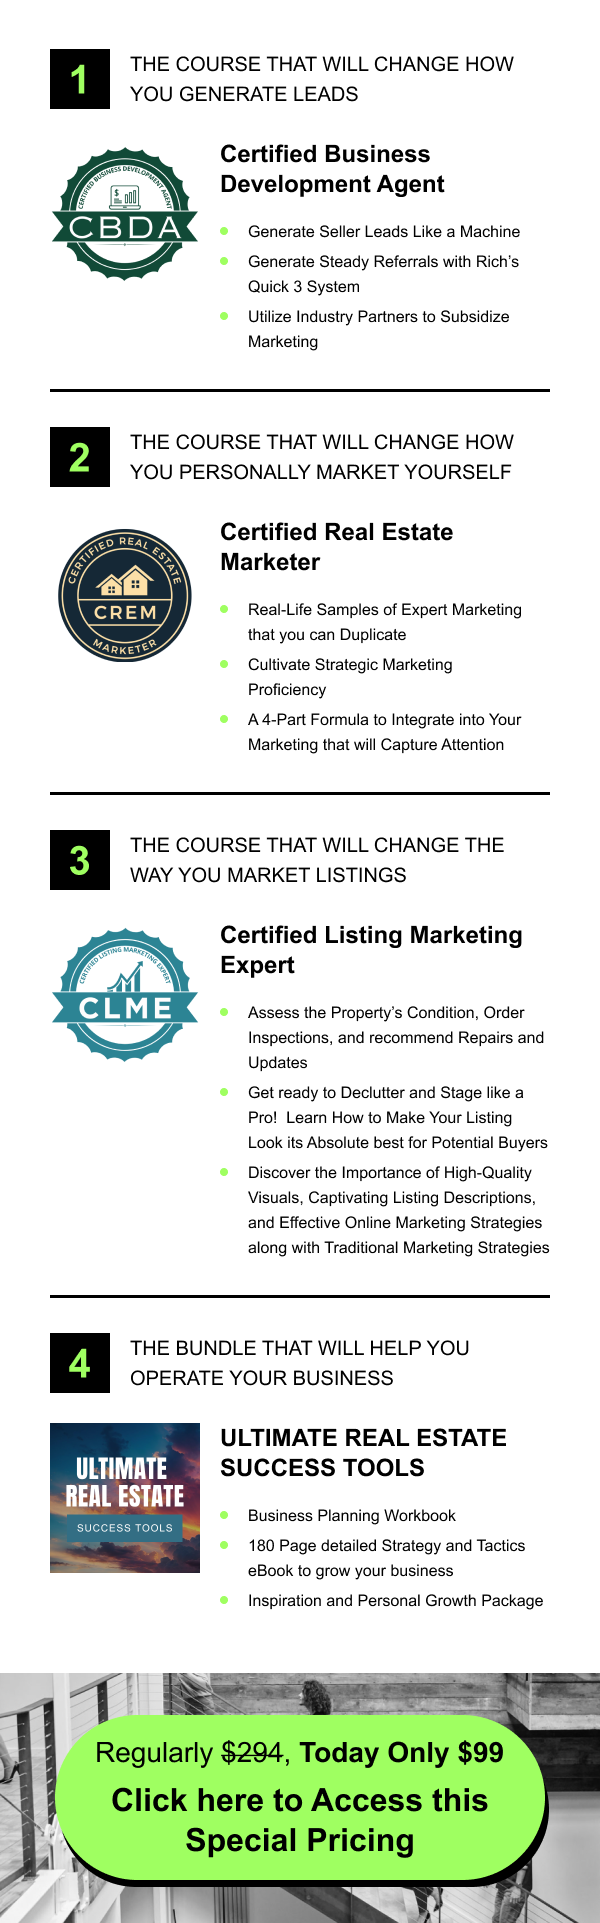 1
THE COURSE THAT WILL CHANGE HOW
YOU GENERATE LEADS
CERTIFIED BUSINESS DEVELOPMENT AGENT
$
CBDA
Certified Business
Development Agent
Generate Seller Leads Like a Machine
Generate Steady Referrals with Rich’s
Quick 3 System
Utilize Industry Partners to Subsidize
Marketing
2
THE COURSE THAT WILL CHANGE HOW
YOU PERSONALLY MARKET YOURSELF
CERTIFIED REAL ESTATE
CREM
MARKETER
Certified Real Estate
Marketer
Real-Life Samples of Expert Marketing
that you can Duplicate
Cultivate Strategic Marketing
Proficiency
A 4-Part Formula to Integrate into Your
Marketing that will Capture Attention
3
THE COURSE THAT WILL CHANGE THE
WAY YOU MARKET LISTINGS
CERTIFIED LISTING MARKETING EXPERT
CLME
Certified Listing Marketing
Expert
Assess the Property’s Condition, Order
Inspections, and recommend Repairs and
Updates
Get ready to Declutter and Stage like a
Pro!  Learn How to Make Your Listing
Look its Absolute best for Potential Buyers
Discover the Importance of High-Quality
Visuals, Captivating Listing Descriptions,
and Effective Online Marketing Strategies
along with Traditional Marketing Strategies
4
THE BUNDLE THAT WILL HELP YOU
OPERATE YOUR BUSINESS
ULTIMATE
REAL ESTATE
SUCCESS TOOLS
ULTIMATE REAL ESTATE
SUCCESS TOOLS
Business Planning Workbook
180 Page detailed Strategy and Tactics
eBook to grow your business
Inspiration and Personal Growth Package
Regularly $294, Today Only $99
Click here to Access this
Special Pricing